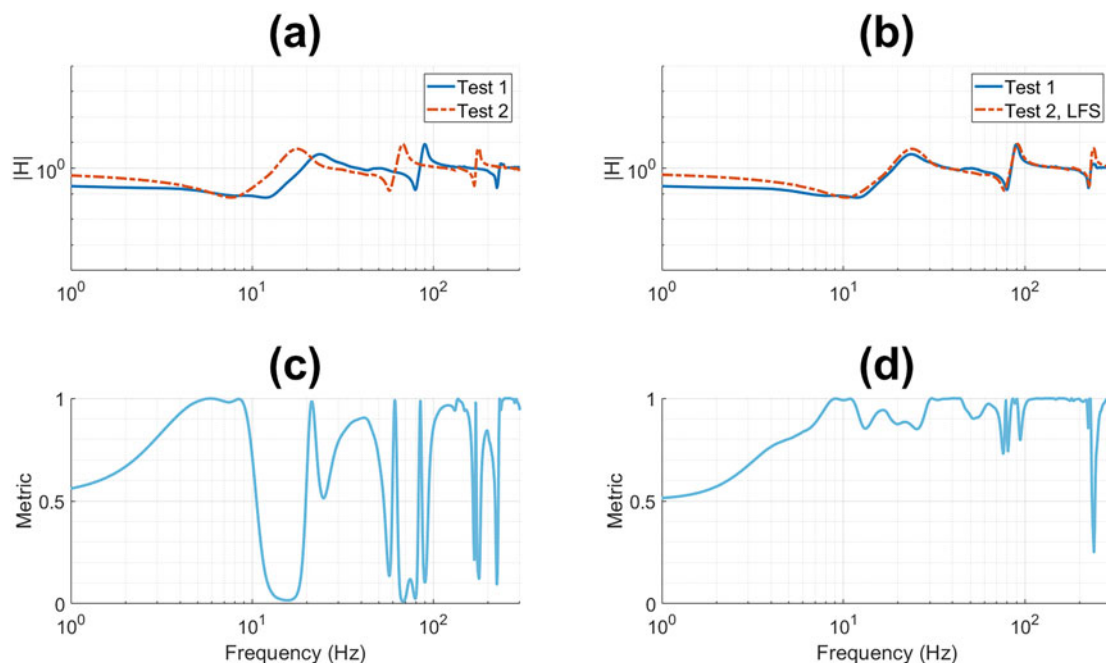 (a)
(b)
Test 1
Test 2
Test 1
Test 2, LFS
|H|
10^0
|H|
10^0
10^0
10^1
10^2
10^0
10^1
10^2
(c)
(d)
1
0.5
0
Metric
1
0.5
0
Metric
10^0
10^1
10^2
10^0
10^1
10^2
Frequency (Hz)
Frequency (Hz)